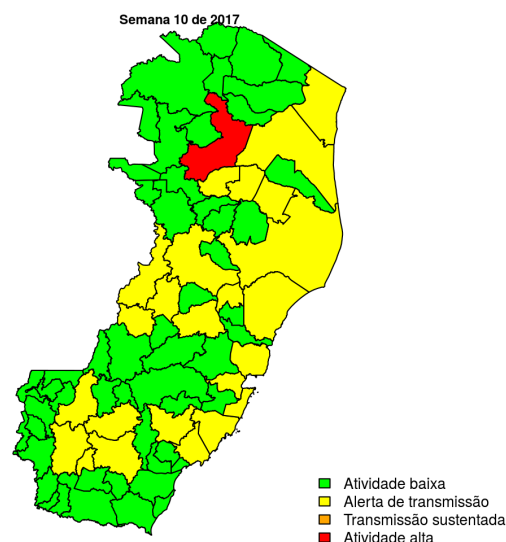 Semana 10 de 2017
Atividade baixa
Alerta de transmissão
Transmissão sustentada
Atividade alta